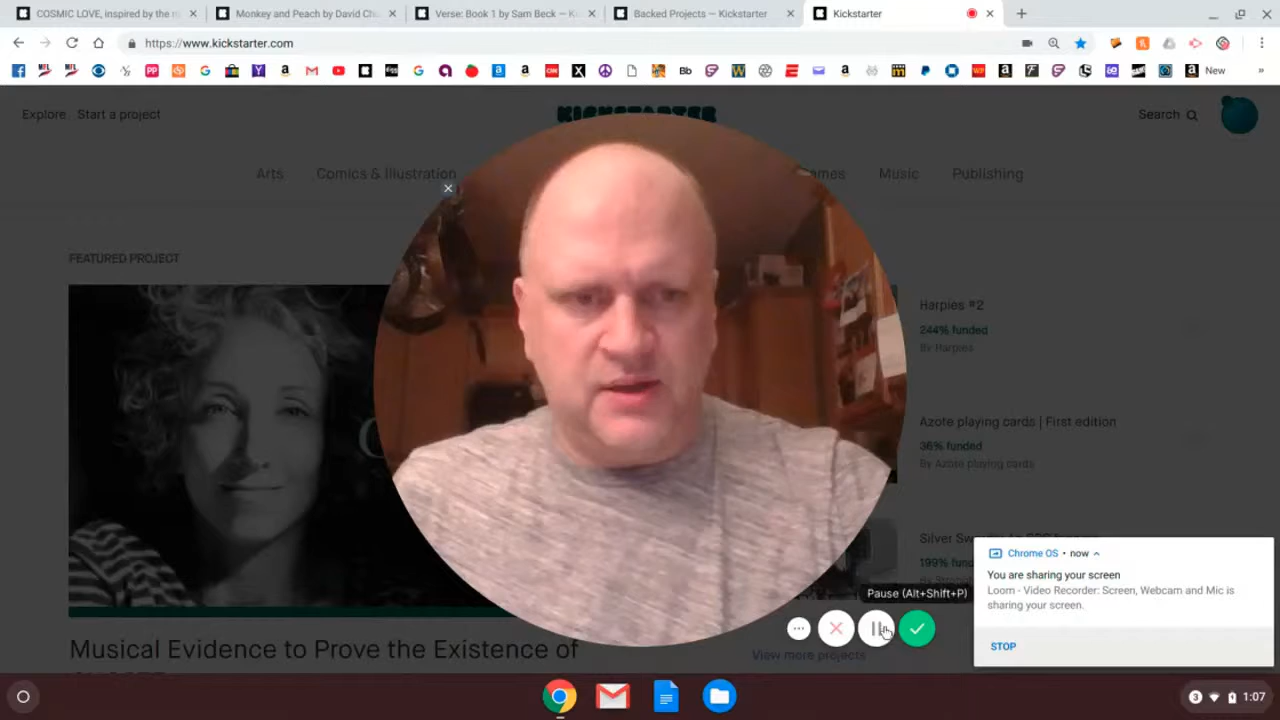 COSMIC LOVE, inspired by the
Monkey and Peach by David
Verse: Book 1 by Sam Beck —
Backed Projects — Kickstarter
Kickstarter
https://www.kickstarter.com
New
Explore
Start a project
KICKSTARTER
Search
Arts
Comics & Illustration
Music
Publishing
FEATURED PROJECT
Harpies #2
244% funded
By Harpies
Azote playing cards | First edition
36% funded
By Azote playing cards
199%
Chrome OS • now
You are sharing your screen
Loom - Video Recorder: Screen, Webcam and Mic is
sharing your screen.
STOP
Pause (Alt+Shift+P)
View more projects
Musical Evidence to Prove the Existence of
3
1:07